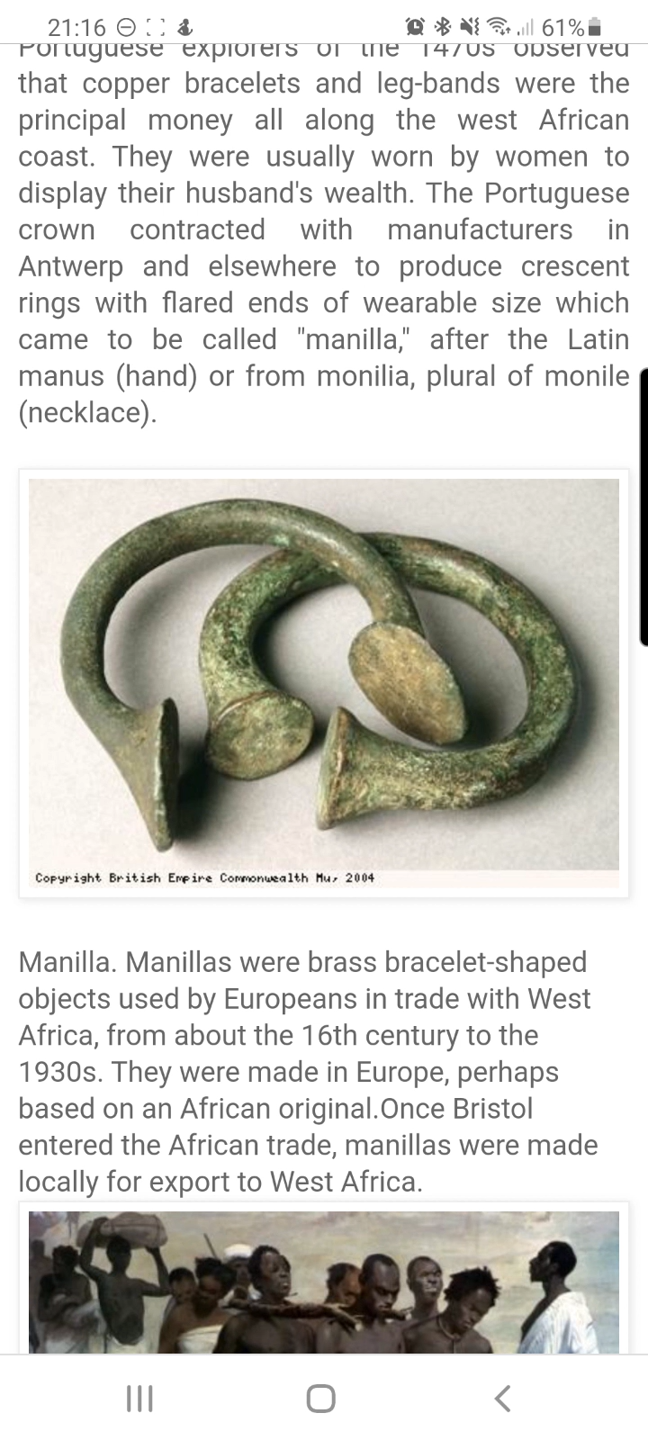 21:16
61%
Portuguese explorers of the 1470s observed
that copper bracelets and leg-bands were the
principal money all along the west African
coast. They were usually worn by women to
display their husband's wealth. The Portuguese
crown contracted with manufacturers in
Antwerp and elsewhere to produce crescent
rings with flared ends of wearable size which
came to be called "manilla," after the Latin
manus (hand) or from monilia, plural of monile
(necklace).
Copyright British Empire Commonwealth Mu, 2004
Manilla. Manillas were brass bracelet-shaped
objects used by Europeans in trade with West
Africa, from about the 16th century to the
1930s. They were made in Europe, perhaps
based on an African original.Once Bristol
entered the African trade, manillas were made
locally for export to West Africa.